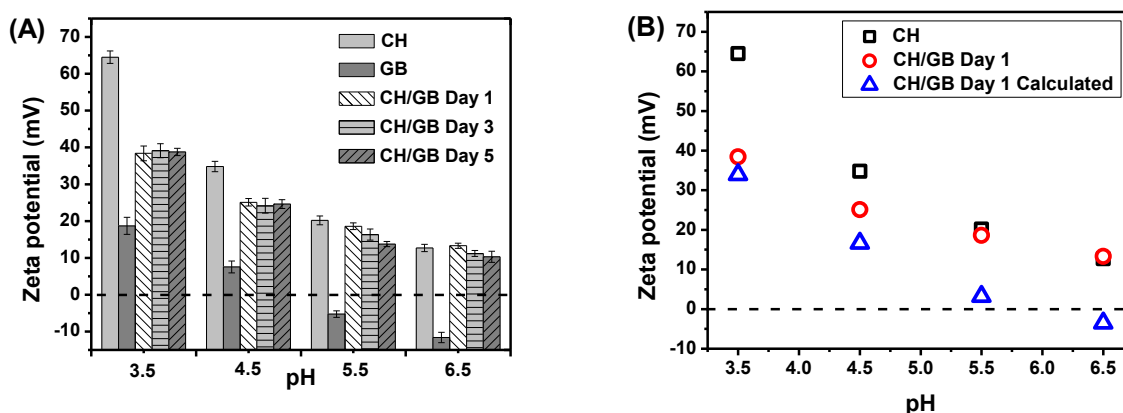 (A)
Zeta potential (mV)
70
60
50
40
30
20
10
0
-10
CH
GB
CH/GB Day 1
CH/GB Day 3
CH/GB Day 5
3.5
4.5
5.5
6.5
pH
(B)
Zeta potential (mV)
70
60
50
40
30
20
10
0
-10
CH
CH/GB Day 1
CH/GB Day 1 Calculated
3.5 4.0 4.5 5.0 5.5 6.0 6.5
pH